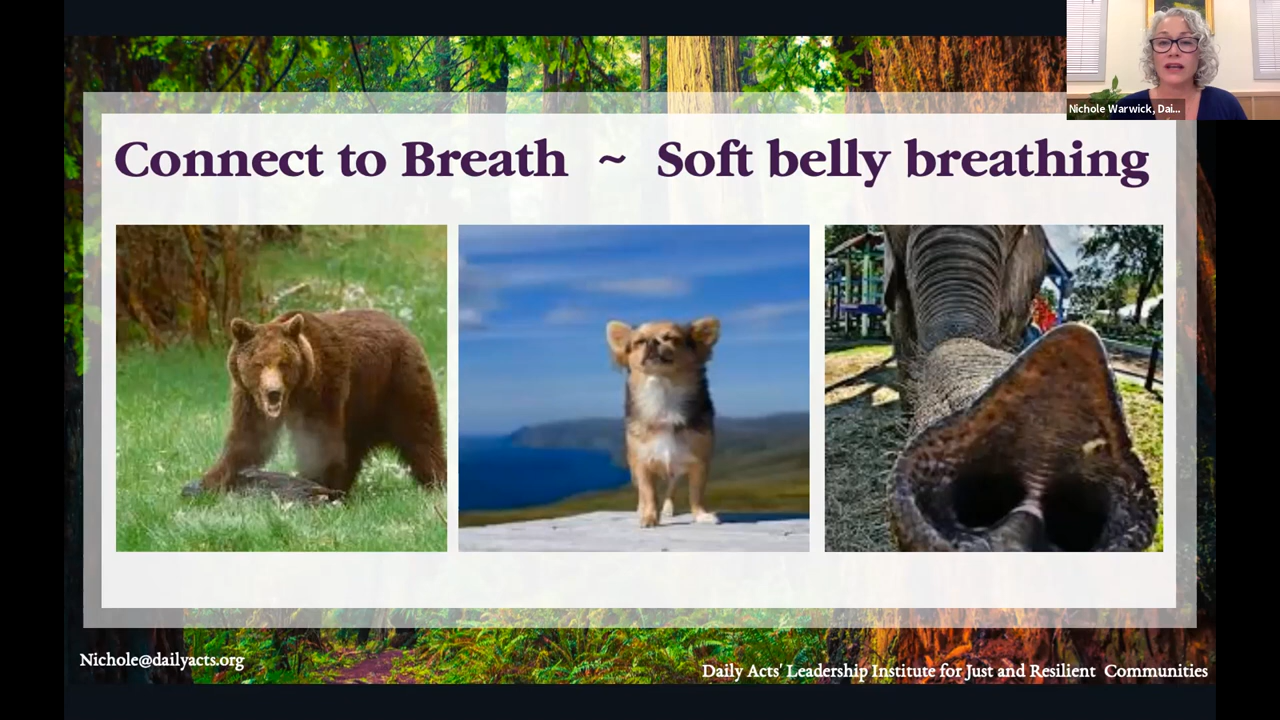 Nichole Warwick, Dai...
Connect to Breath ~ Soft belly breathing
Nichole@dailyacts.org
Daily Acts' Leadership Institute for Just and Resilient Communities